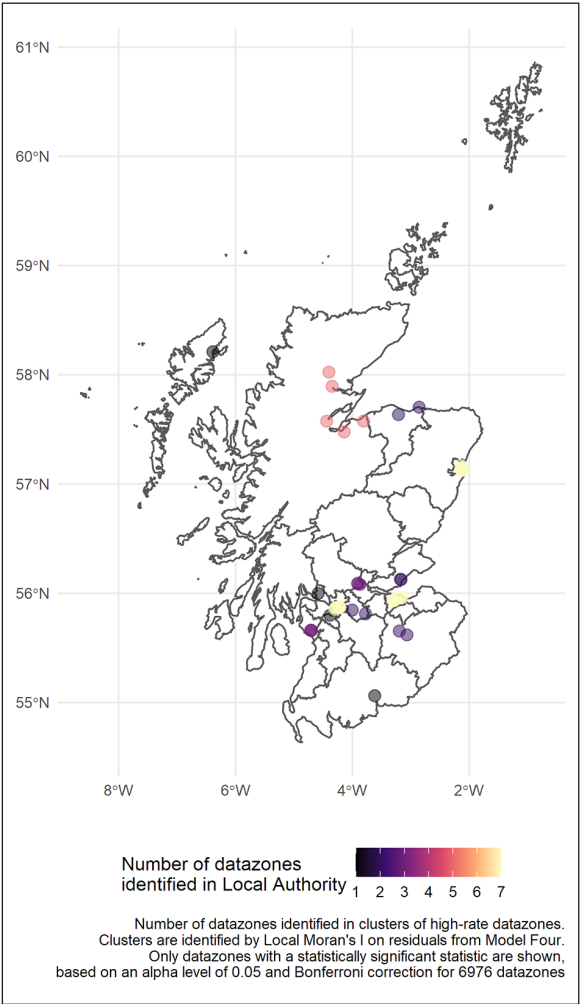 61°N
60°N
59°N
58°N
57°N
56°N
55°N
8°W 6°W 4°W 2°W
Number of datazones
identified in Local Authority
1 2 3 4 5 6 7
Number of datazones identified in clusters of high-rate datazones.
Clusters are identified by Local Moran's I on residuals from Model Four.
Only datazones with a statistically significant statistic are shown,
based on an alpha level of 0.05 and Bonferroni correction for 6976 datazones